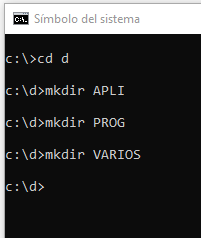 Símbolo del sistema
c:\>cd d
c:\d>mkdir APLI
c:\d>mkdir PROG
c:\d>mkdir VARIOS
c:\d>